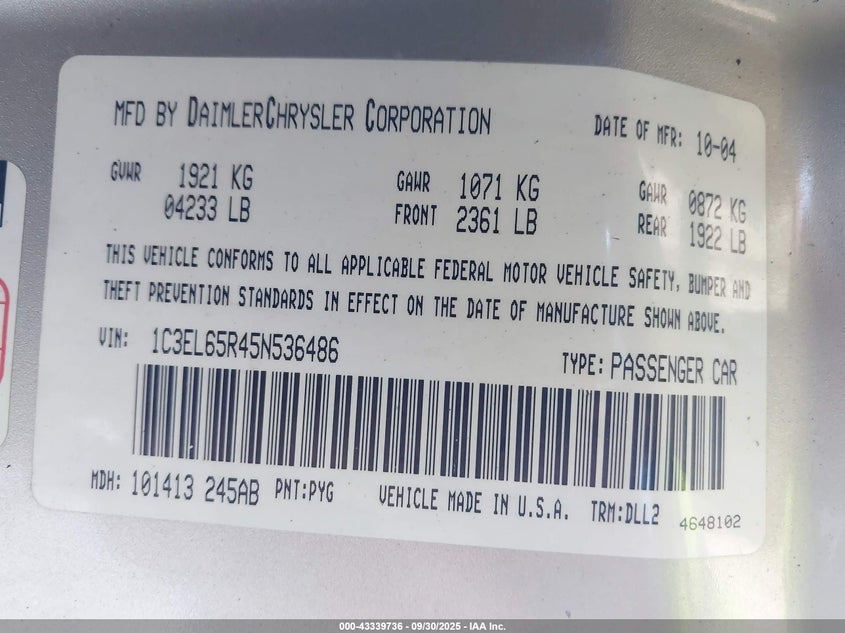 MFD BY DAIMLERCHRYSLER CORPORATION DATE OF MFR: 10-04
GVWR 1921 KG GAWR 1071 KG GAWR 0872 KG
04233 LB FRONT 2361 LB REAR 1922 LB
THIS VEHICLE CONFORMS TO ALL APPLICABLE FEDERAL MOTOR VEHICLE SAFETY, BUMPER AND
THEFT PREVENTION STANDARDS IN EFFECT ON THE DATE OF MANUFACTURE SHOWN ABOVE.
VIN: 1C3EL65R45N536486 TYPE: PASSENGER CAR
MDH: 101413 245AB PNT:PYG VEHICLE MADE IN U.S.A. TRM:DLL2 4648102
000-43339736 - 09/30/2025 - IAA Inc.